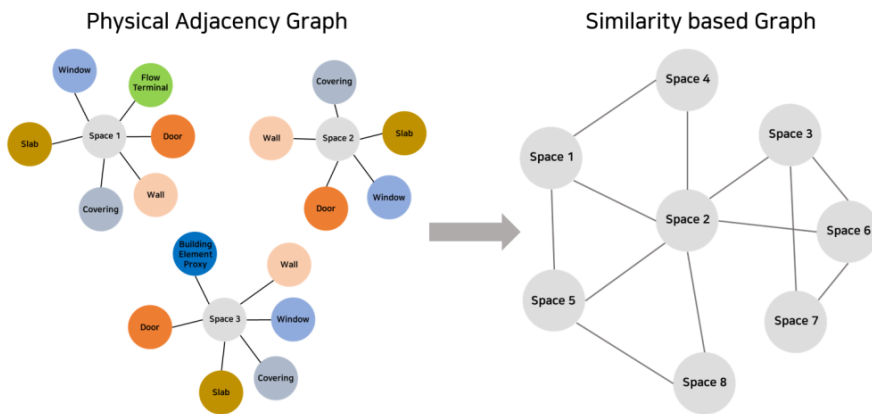 Physical Adjacency Graph
Similarity based Graph
Window
Flow
Terminal
Slab
Space 1
Door
Covering
Wall
Covering
Wall
Space 2
Slab
Door
Window
Building
Element
Proxy
Wall
Door
Space 3
Window
Slab
Covering
Space 4
Space 1
Space 3
Space 2
Space 6
Space 5
Space 7
Space 8